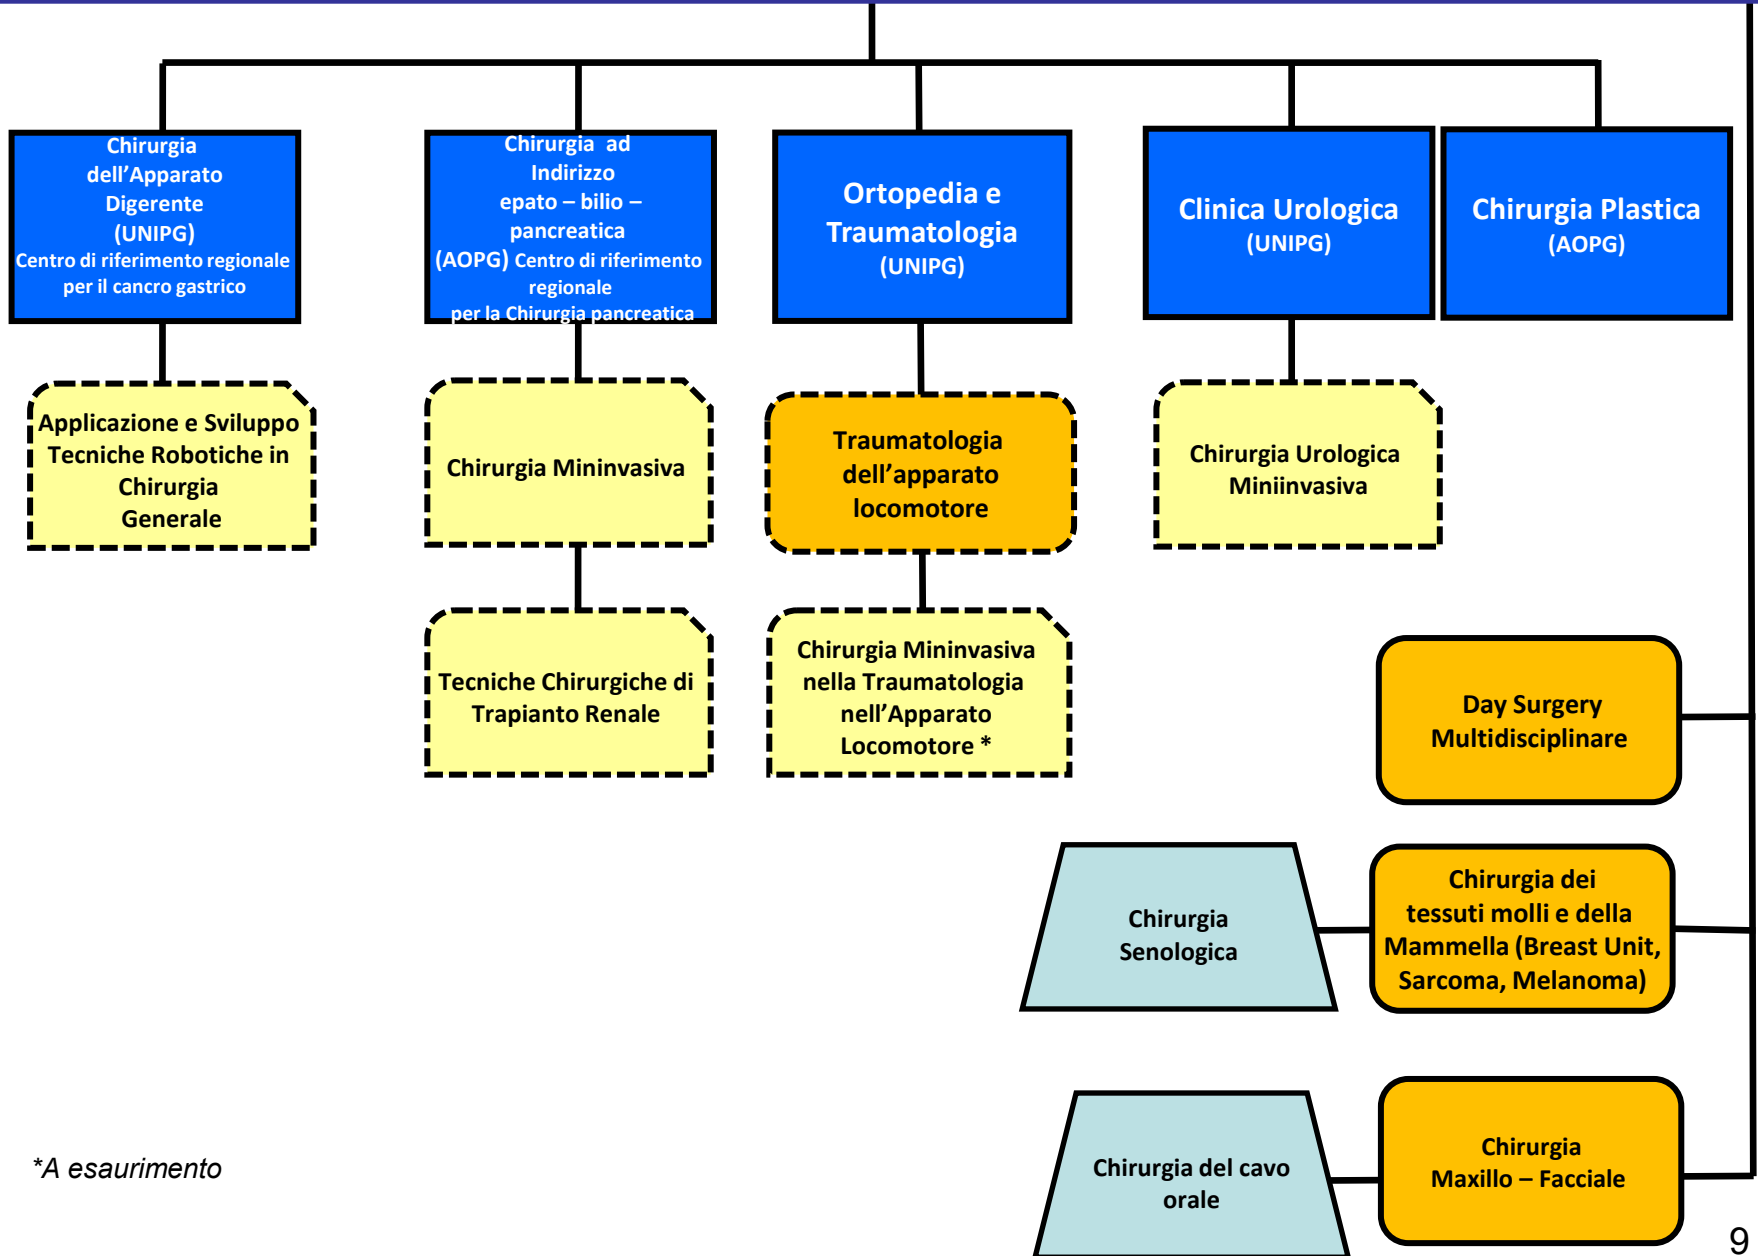 Chirurgia
dell’Apparato
Digerente
(UNIPG)
Centro di riferimento regionale
per il cancro gastrico
Chirurgia ad
Indirizzo
epato – bilio –
pancreatica
(AOPG) Centro di riferimento
regionale
per la Chirurgia pancreatica
Ortopedia e
Traumatologia
(UNIPG)
Clinica Urologica
(UNIPG)
Chirurgia Plastica
(AOPG)
Applicazione e Sviluppo
Tecniche Robotiche in
Chirurgia
Generale
Chirurgia Mininvasiva
Traumatologia
dell’apparato
locomotore
Chirurgia Urologica
Miniinvasiva
Tecniche Chirurgiche di
Trapianto Renale
Chirurgia Mininvasiva
nella Traumatologia
nell’Apparato
Locomotore *
Day Surgery
Multidisciplinare
Chirurgia
Senologica
Chirurgia dei
tessuti molli e della
Mammella (Breast Unit,
Sarcoma, Melanoma)
Chirurgia del cavo
orale
Chirurgia
Maxillo – Facciale
*A esaurimento
9